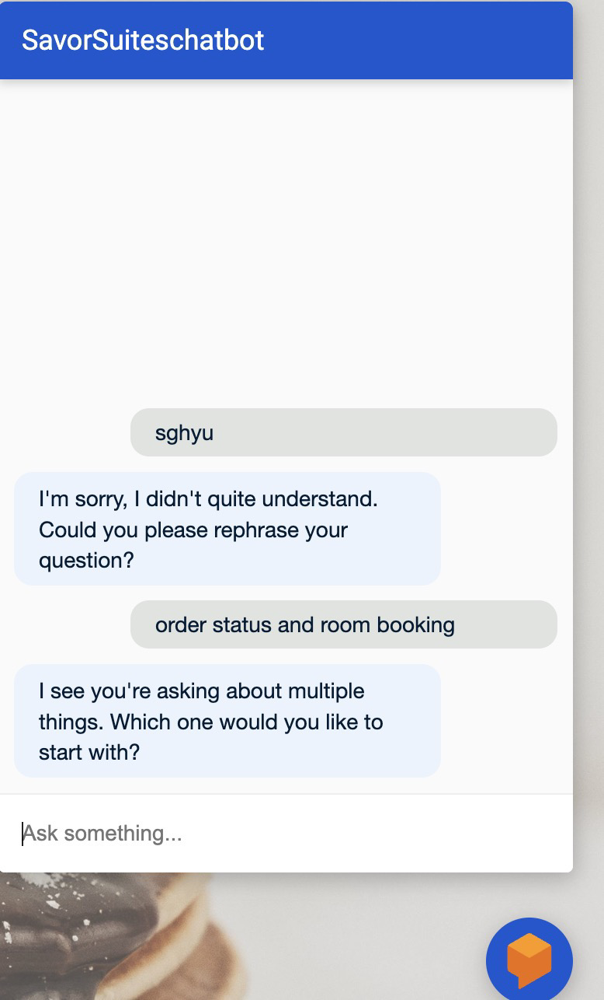 SavorSuiteschatbot
sghyu
I'm sorry, I didn't quite understand.
Could you please rephrase your
question?
order status and room booking
I see you're asking about multiple
things. Which one would you like to
start with?
Ask something...